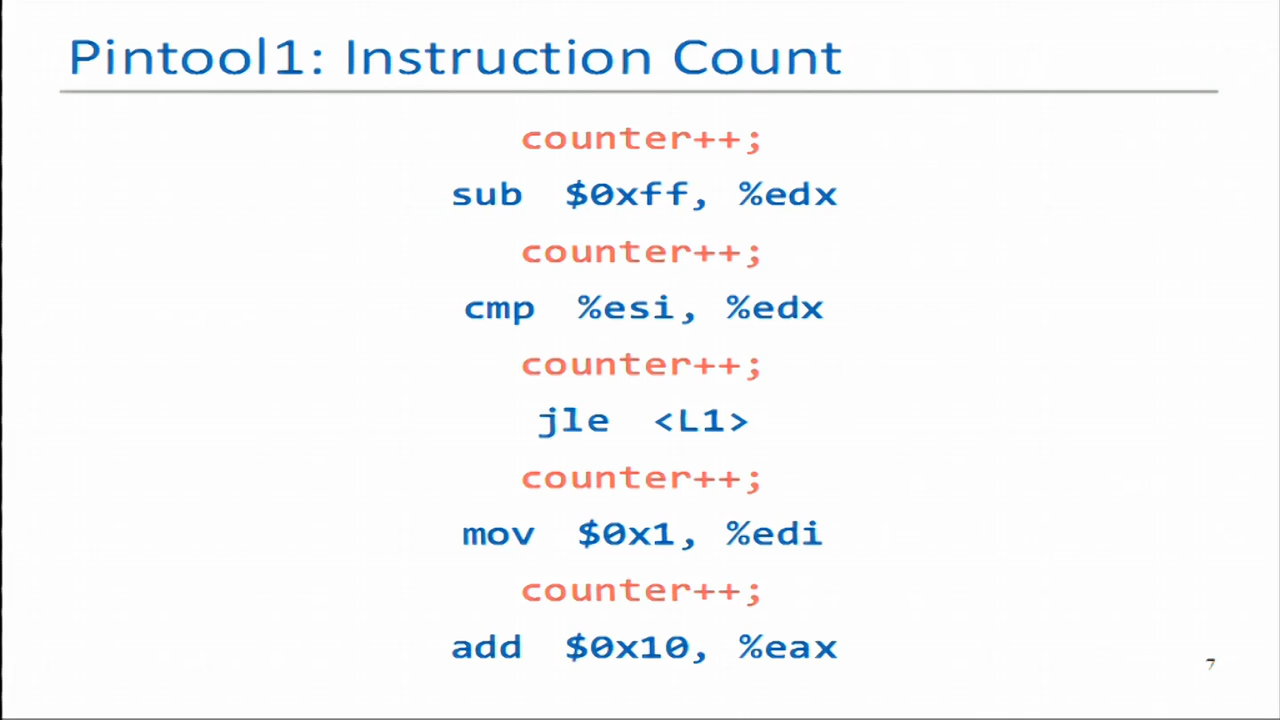 Pintool1: Instruction Count
counter++;
sub $0xff, %edx
counter++;
cmp %esi, %edx
counter++;
jle <L1>
counter++;
mov $0x1, %edi
counter++;
add $0x10, %eax
7